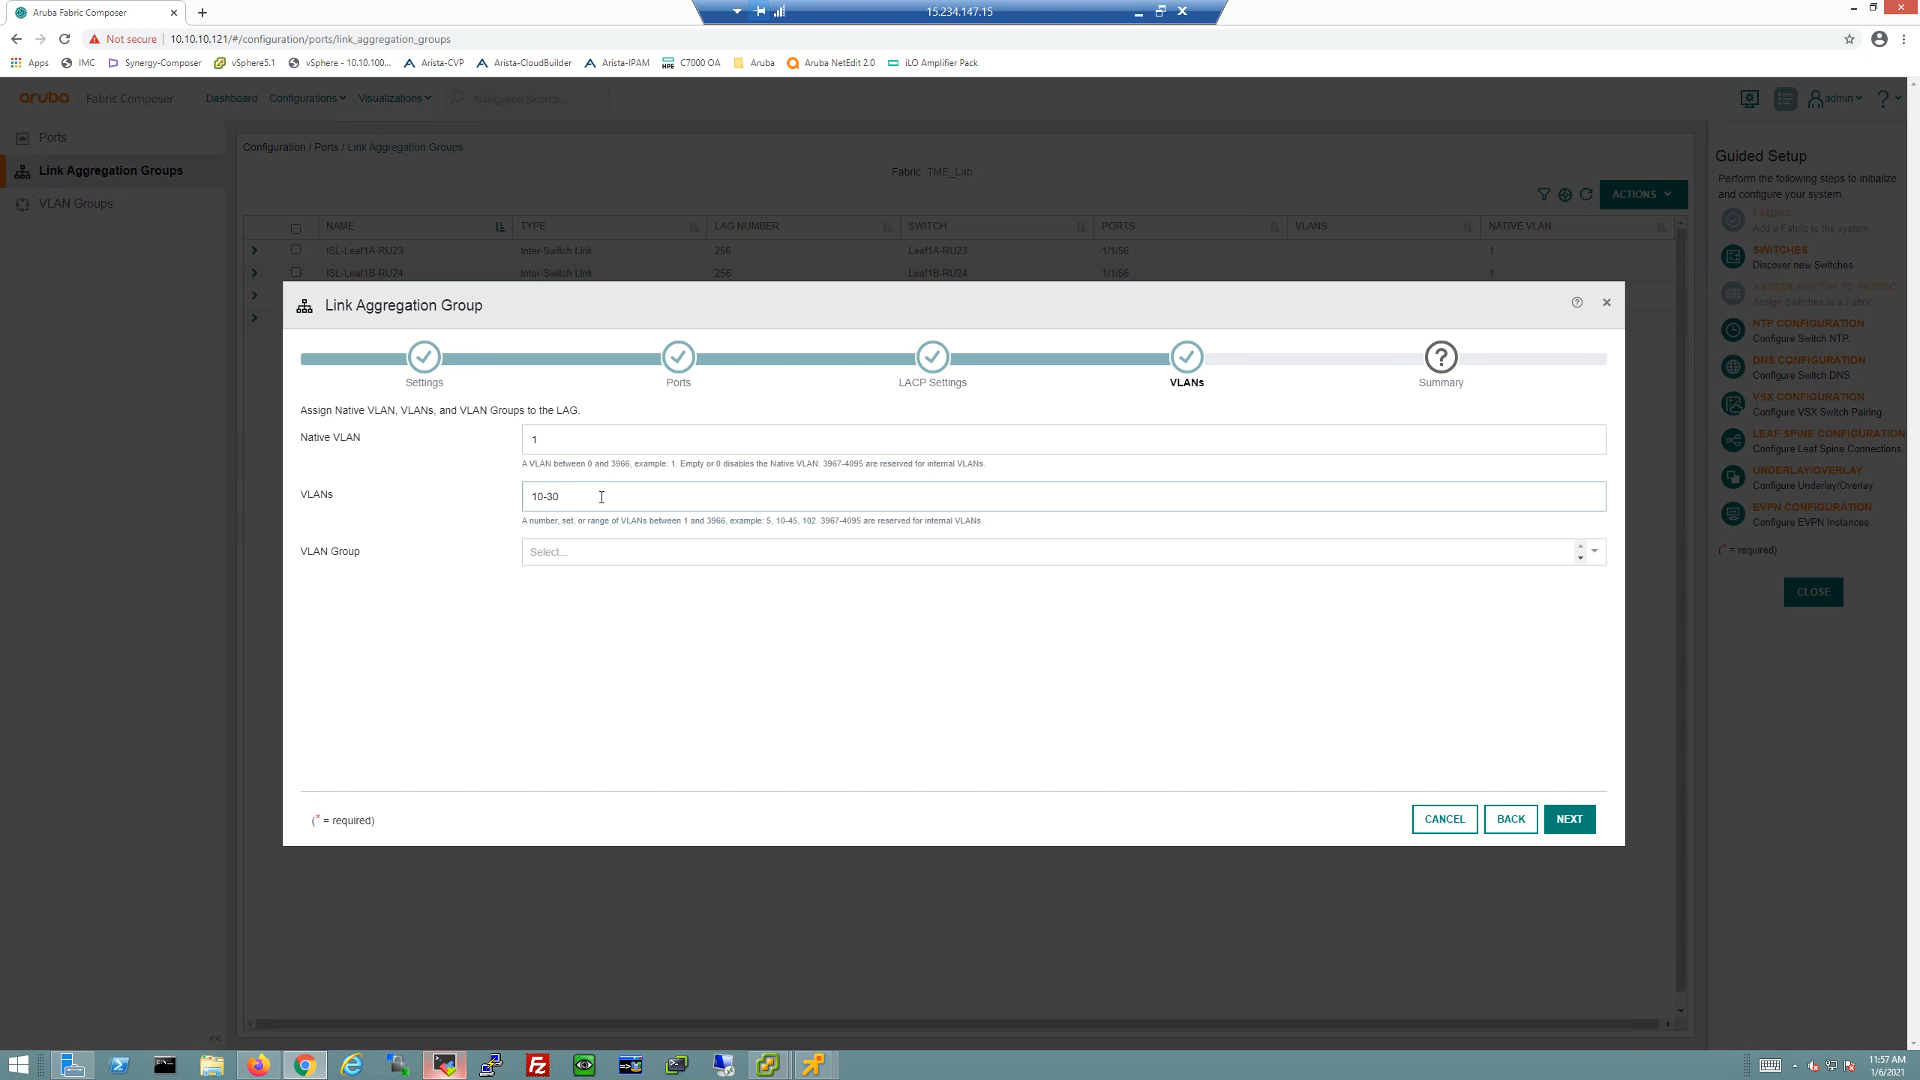 Aruba Fabric Composer
15.234.147.15
Not secure
10.10.10.121/#/configuration/ports/link_aggregation_groups
Apps
IMC
Synergy-Composer
vSphere5.1
vSphere - 10.10.100...
Arista-CVP
Arista-CloudBuilder
Arista-IPAM
C7000 OA
Aruba
Aruba NetEdit 2.0
iLO Amplifier Pack
aruba
Fabric Composer
Dashboard
Configurations
Visualizations
Navigation Search...
admin
?
Ports
Link Aggregation Groups
VLAN Groups
<<
Configuration / Ports / Link Aggregation Groups
Fabric TME_Lab
ACTIONS
NAME TYPE LAG NUMBER SWITCH PORTS VLANS NATIVE VLAN
ISL-Leaf1A-RU23 Inter-Switch Link 256 Leaf1A-RU23 1/1/56 1
ISL-Leaf1B-RU24 Inter-Switch Link 256 Leaf1B-RU24 1/1/56 1
Link Aggregation Group
Settings
Ports
LACP Settings
VLANs
Summary
Assign Native VLAN, VLANs, and VLAN Groups to the LAG.
Native VLAN
1
A VLAN between 0 and 3966, example: 1. Empty or 0 disables the Native VLAN. 3967-4095 are reserved for internal VLANs.
VLANs
10-30
A number, set, or range of VLANs between 1 and 3966, example: 5, 10-45, 102. 3967-4095 are reserved for internal VLANs.
VLAN Group
Select...
(* = required)
CANCEL
BACK
NEXT
Guided Setup
Perform the following steps to initialize
and configure your system.
FABRIC
Add a Fabric to the system
SWITCHES
Discover new Switches.
ASSIGN SWITCH TO FABRIC
Assign Switches to a Fabric
NTP CONFIGURATION
Configure Switch NTP.
DNS CONFIGURATION
Configure Switch DNS.
VSX CONFIGURATION
Configure VSX Switch Pairing
LEAF SPINE CONFIGURATION
Configure Leaf Spine Connections.
UNDERLAY/OVERLAY
Configure Underlay/Overlay.
EVPN CONFIGURATION
Configure EVPN Instances.
(* = required)
CLOSE
11:57 AM
1/6/2021